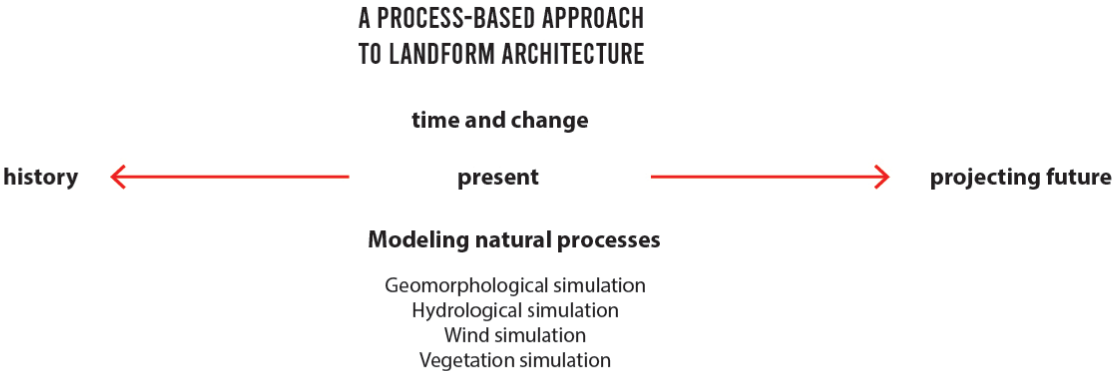 A PROCESS-BASED APPROACH
TO LANDFORM ARCHITECTURE
time and change
history present projecting future
Modeling natural processes
Geomorphological simulation
Hydrological simulation
Wind simulation
Vegetation simulation